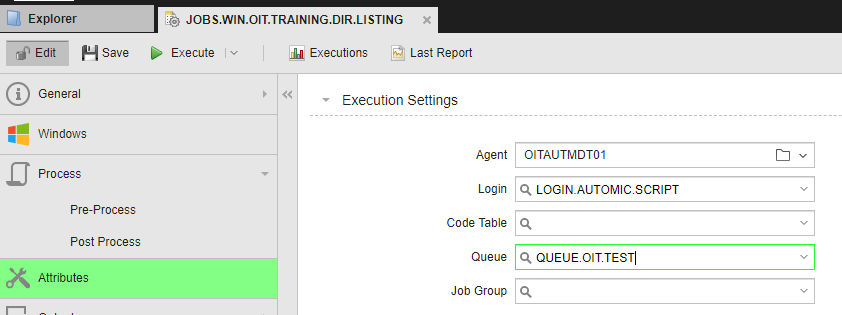 Explorer
JOBS.WIN.OIT.TRAINING.DIR.LISTING
Edit Save Execute Executions Last Report
General
Windows
Process
Pre-Process
Post Process
Attributes
Execution Settings
Agent OITAUTMDT01
Login LOGIN.AUTOMIC.SCRIPT
Code Table
Queue QUEUE.OIT.TEST
Job Group